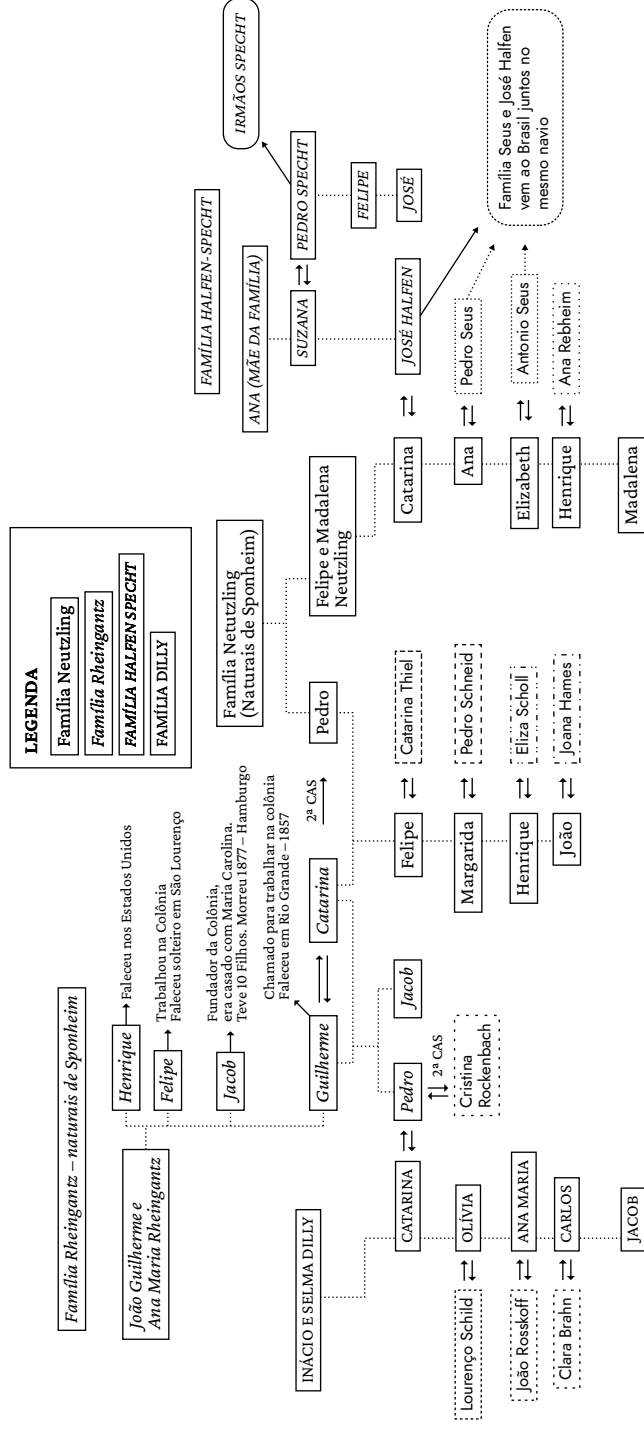 LEGENDA
Família Neutzling
Família Rheingantz
FAMÍLIA HALFEN SPECHT
FAMÍLIA DILLY
Família Rheingantz – naturais de Sponheim
João Guilherme e
Ana Maria Rheingantz
Henrique
Faleceu nos Estados Unidos
Felipe
Trabalhou na Colônia
Faleceu solteiro em São Lourenço
Jacob
Fundador da Colônia,
era casado com Maria Carolina.
Teve 10 Filhos. Morreu 1877 – Hamburgo
Chamado para trabalhar na colônia
Faleceu em Rio Grande –1857
Guilherme
Catarina
2ª CAS
Pedro
Família Neutzling
(Naturais de Sponheim)
Felipe e Madalena
Neutzling
FAMÍLIA HALFEN-SPECHT
ANA (MÃE DA FAMÍLIA)
SUZANA
PEDRO SPECHT
IRMÃOS SPECHT
FELIPE
JOSÉ
INÁCIO E SELMA DILLY
CATARINA
Pedro
Jacob
2ª CAS
Cristina
Rockenbach
Lourenço Schild
OLÍVIA
João Rosskoff
ANA MARIA
Clara Brahn
CARLOS
JACOB
Felipe
Catarina Thiel
Margarida
Pedro Schneid
Henrique
Eliza Scholl
João
Joana Hames
Catarina
JOSÉ HALFEN
Ana
Pedro Seus
Elizabeth
Antonio Seus
Henrique
Ana Rebheim
Madalena
Família Seus e José Halfen
vem ao Brasil juntos no
mesmo navio